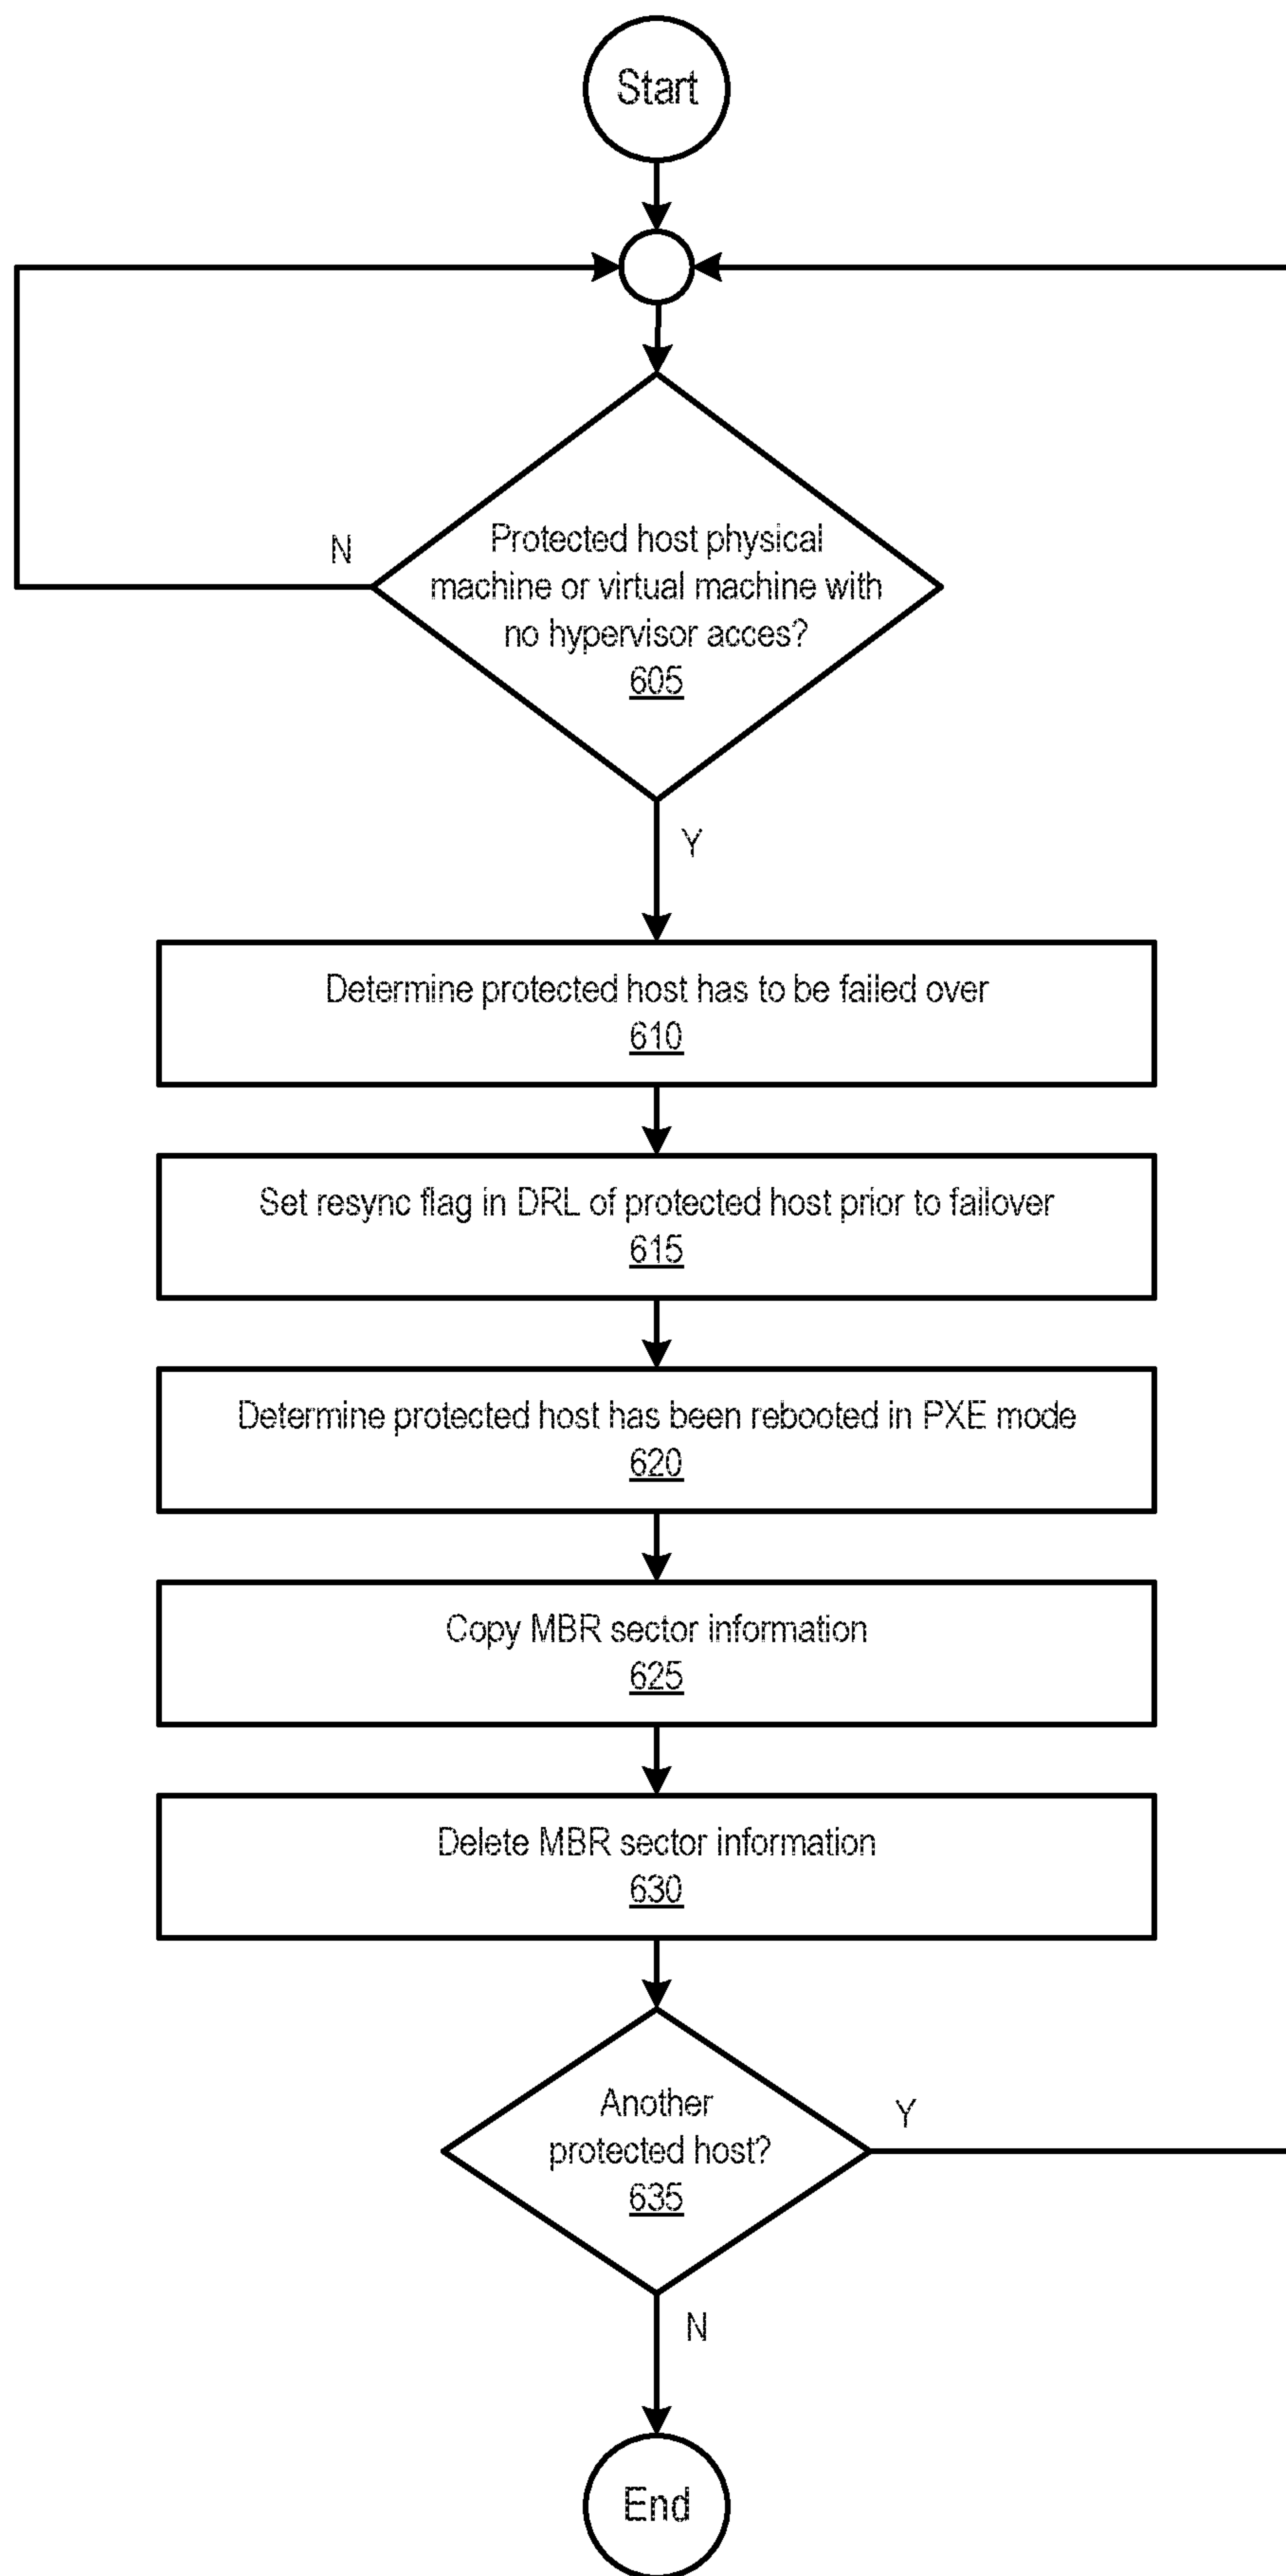 Start
Protected host physical
machine or virtual machine with
no hypervisor acces?
605
N
Y
Determine protected host has to be failed over
610
Set resync flag in DRL of protected host prior to failover
615
Determine protected host has been rebooted in PXE mode
620
Copy MBR sector information
625
Delete MBR sector information
630
Another
protected host?
635
Y
N
End